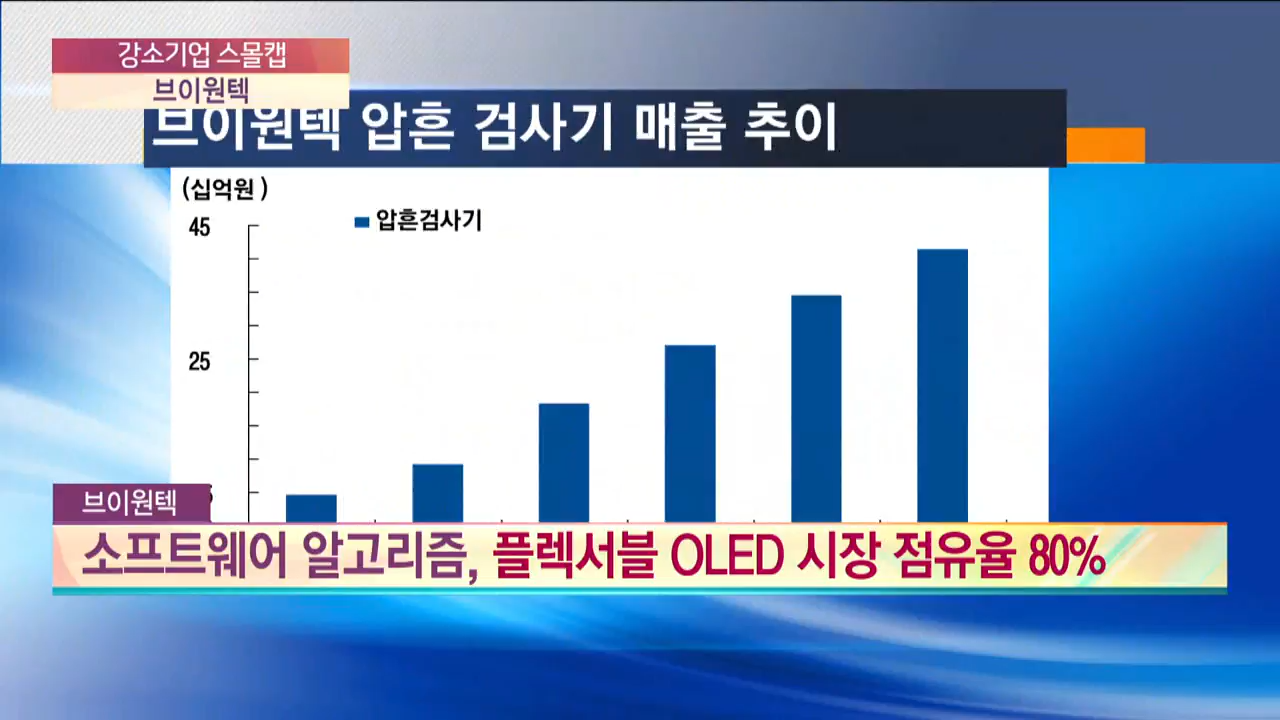 강소기업 스몰캡
브이원텍
브이원텍 압흔 검사기 매출 추이
(십억원 )
압흔검사기
45
25
브이원텍
소프트웨어 알고리즘, 플렉서블 OLED 시장 점유율 80%